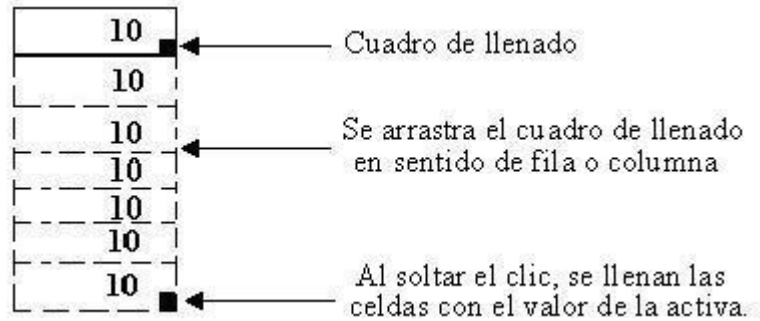 10
Cuadro de llenado
10
10
Se arrastra el cuadro de llenado
en sentido de fila o columna
10
10
10
10
Al soltar el clic, se llenan las
celdas con el valor de la activa.